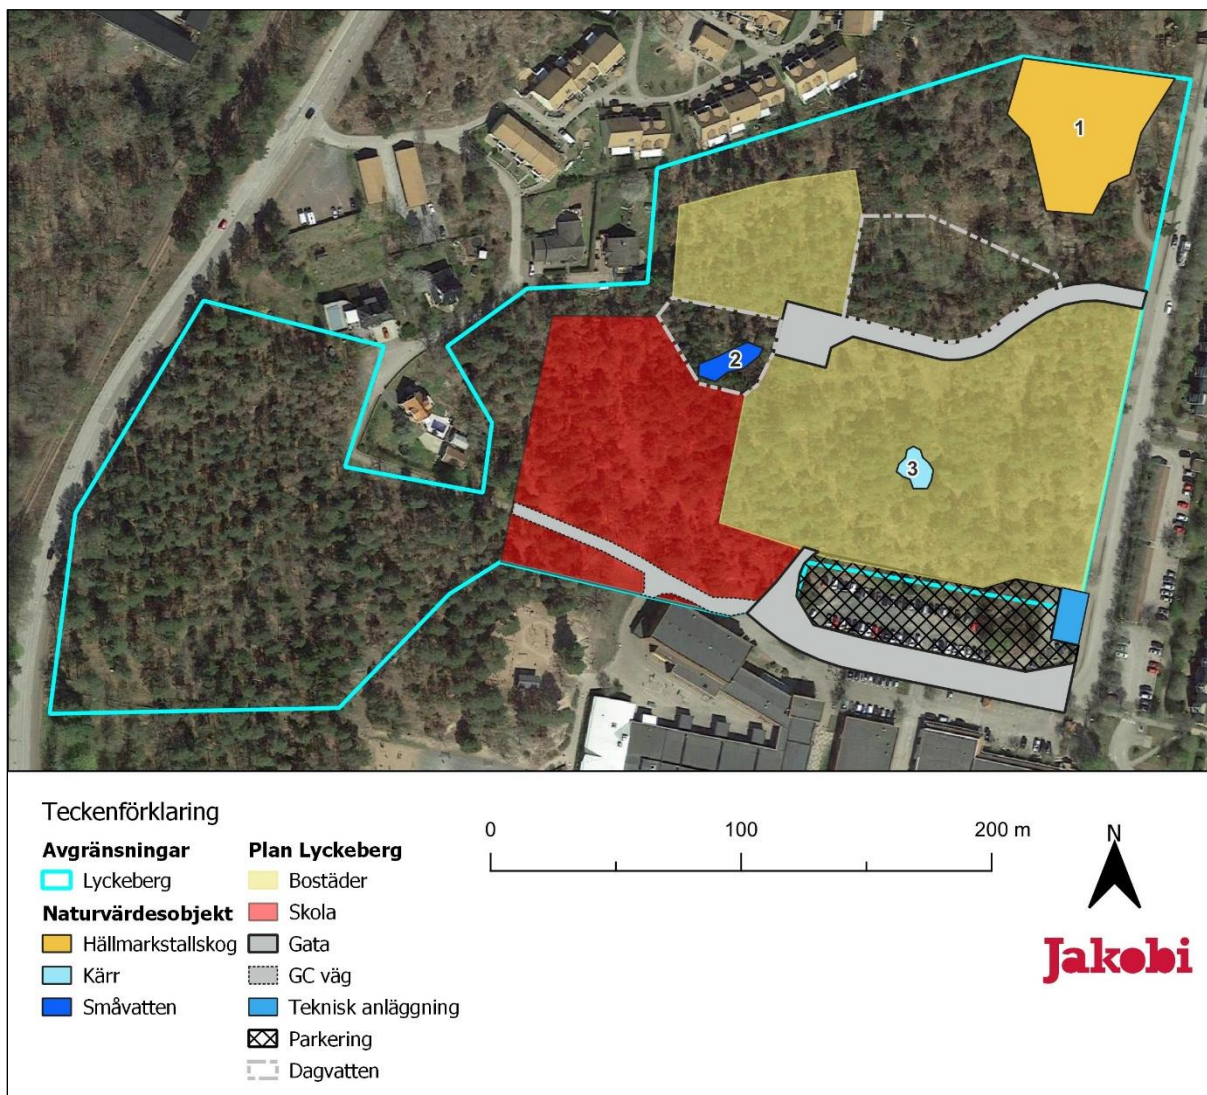 1
2
3
Teckenförklaring
Avgränsningar
Lyckeberg
Naturvärdesobjekt
Hällmarkstallskog
Kärr
Småvatten
Plan Lyckeberg
Bostäder
Skola
Gata
GC väg
Teknisk anläggning
Parkering
Dagvatten
0 100 200 m
N
Jakobi